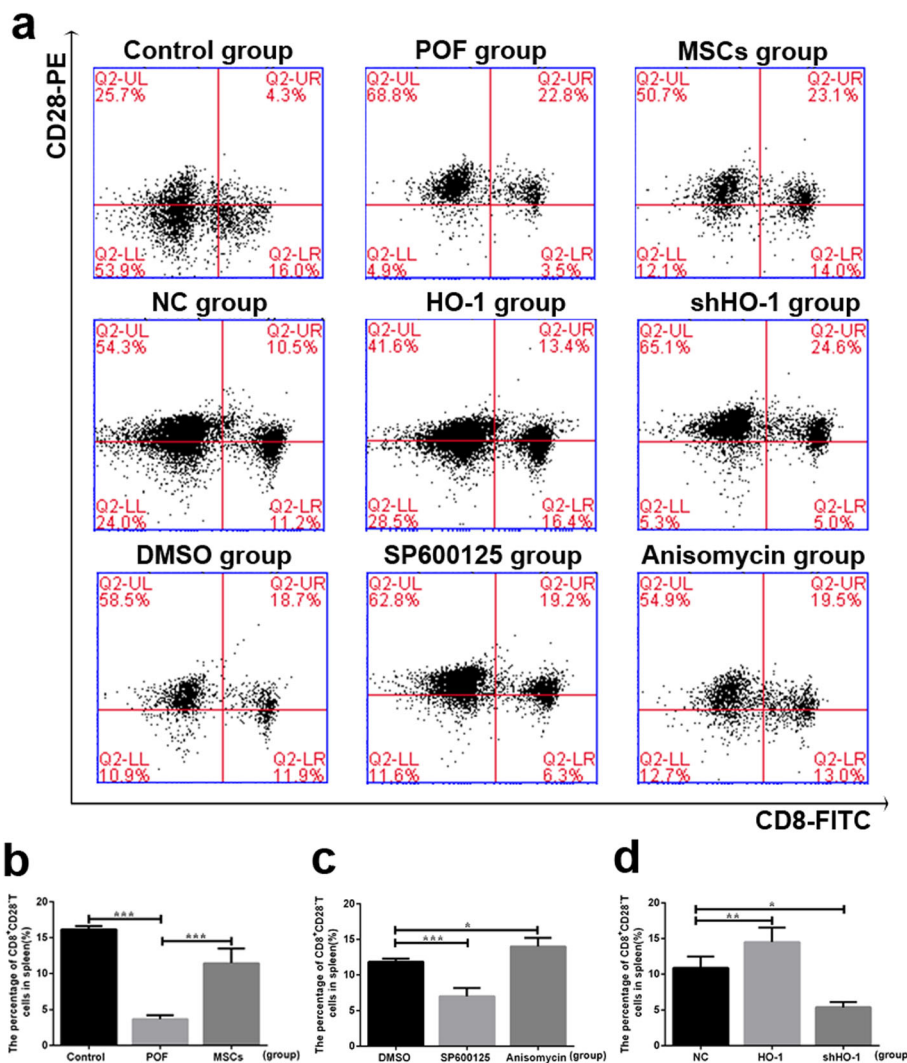 a
CD28-PE
Control group
POF group
MSCs group
Q2-UL
25.7%
Q2-UR
4.3%
Q2-LL
53.9%
Q2-LR
16.0%
Q2-UL
68.8%
Q2-UR
22.8%
Q2-LL
4.9%
Q2-LR
3.5%
Q2-UL
50.7%
Q2-UR
23.1%
Q2-LL
12.1%
Q2-LR
14.0%
NC group
HO-1 group
shHO-1 group
Q2-UL
54.3%
Q2-UR
10.5%
Q2-LL
24.0%
Q2-LR
11.2%
Q2-UL
41.6%
Q2-UR
13.4%
Q2-LL
28.5%
Q2-LR
16.4%
Q2-UL
65.1%
Q2-UR
24.6%
Q2-LL
5.3%
Q2-LR
5.0%
DMSO group
SP600125 group
Anisomycin group
Q2-UL
58.5%
Q2-UR
18.7%
Q2-LL
10.9%
Q2-LR
11.9%
Q2-UL
62.8%
Q2-UR
19.2%
Q2-LL
11.6%
Q2-LR
6.3%
Q2-UL
54.9%
Q2-UR
19.5%
Q2-LL
12.7%
Q2-LR
13.0%
CD8-FITC
b
The percentage of CD8⁺CD28⁻T
cells in spleen(%)
20
15
10
5
0
***
***
Control POF MSCs (group)
c
The percentage of CD8⁺CD28⁻T
cells in spleen(%)
20
15
10
5
0
*
***
DMSO SP600125 Anisomycin (group)
d
The percentage of CD8⁺CD28⁻T
cells in spleen(%)
20
15
10
5
0
*
**
NC HO-1 shHO-1 (group)